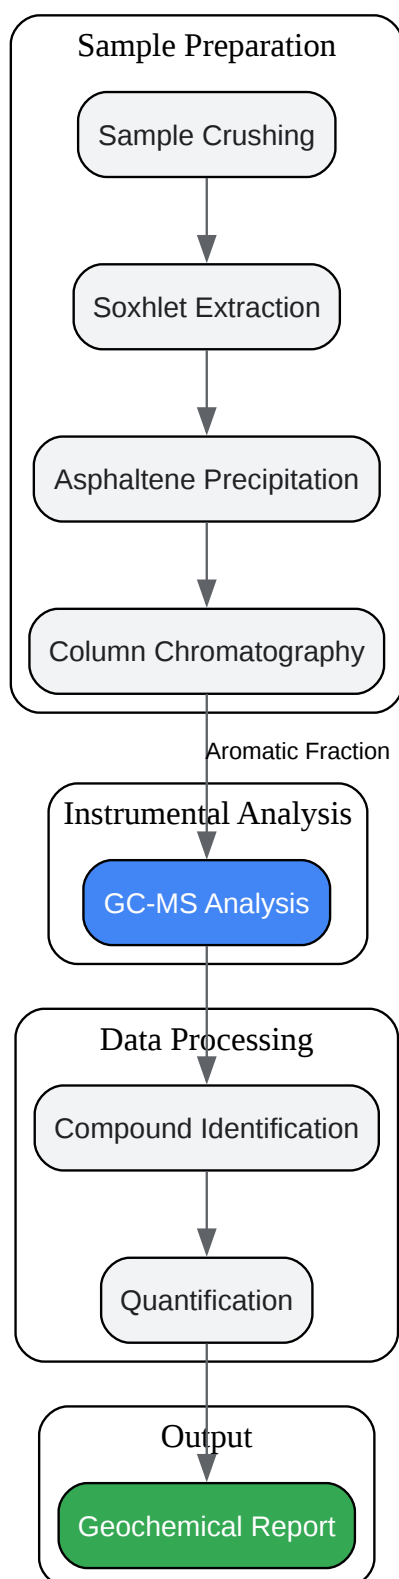 Sample Preparation
Sample Crushing
Soxhlet Extraction
Asphaltene Precipitation
Column Chromatography
Aromatic Fraction
Instrumental Analysis
GC-MS Analysis
Data Processing
Compound Identification
Quantification
Output
Geochemical Report